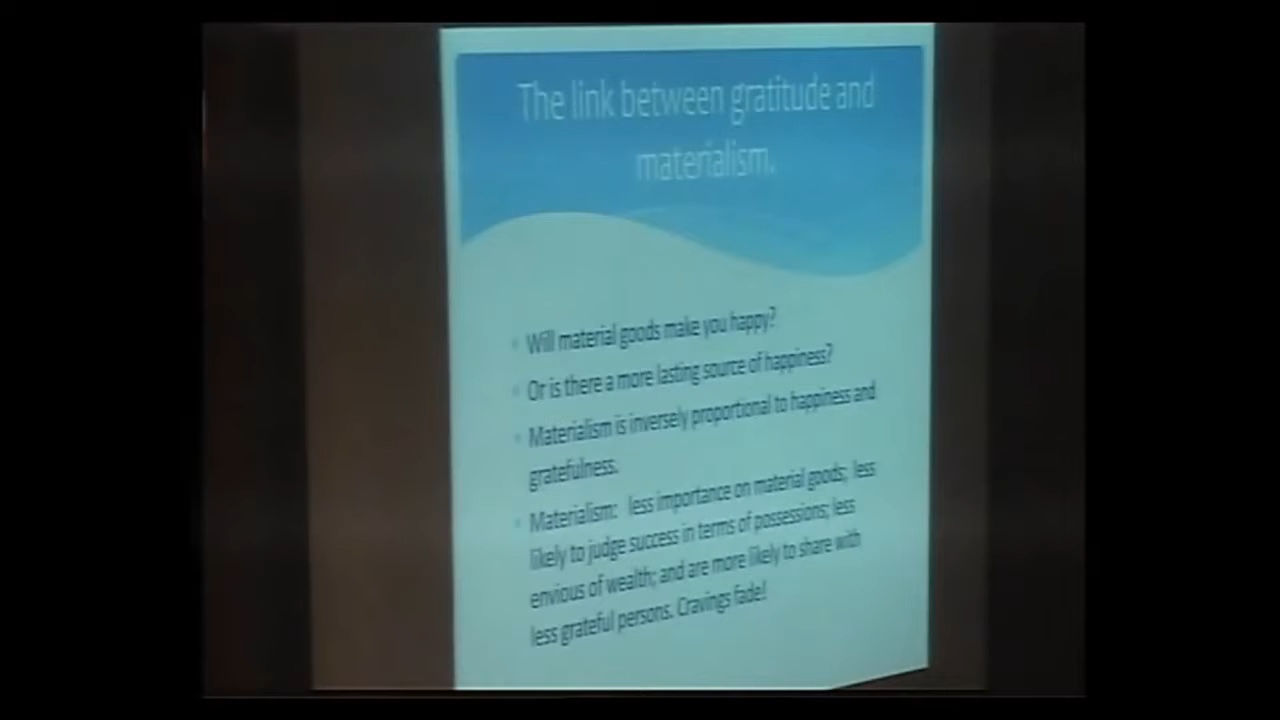 The link between gratitude and
materialism.
Will material goods make you happy?
Or is there a more lasting source of happiness?
Materialism is inversely proportional to happiness and
gratefulness.
Materialism: less importance on material goods; less
likely to judge success in terms of possessions; less
envious of wealth; and are more likely to share with
less grateful persons. Cravings fade!